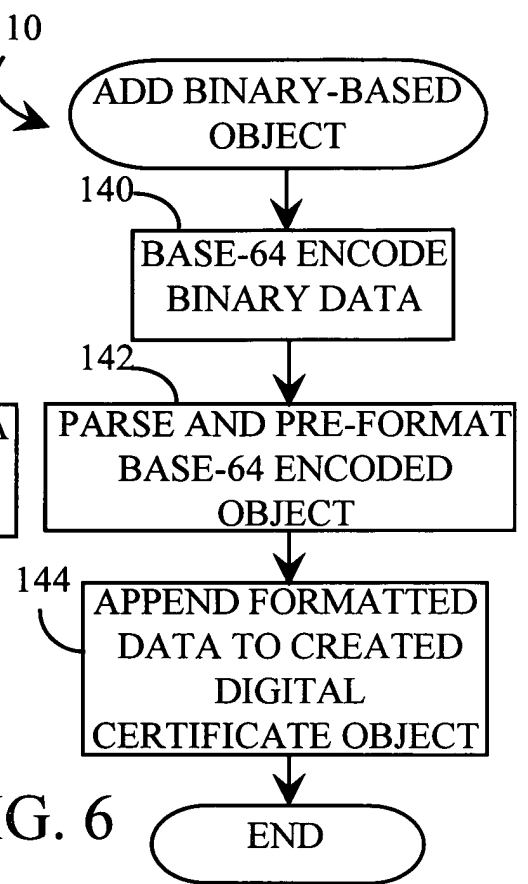 10
ADD BINARY-BASED
OBJECT
140
BASE-64 ENCODE
BINARY DATA
142
A
PARSE AND PRE-FORMAT
BASE-64 ENCODED
OBJECT
144
APPEND FORMATTED
DATA TO CREATED
DIGITAL
CERTIFICATE OBJECT
G. 6
END